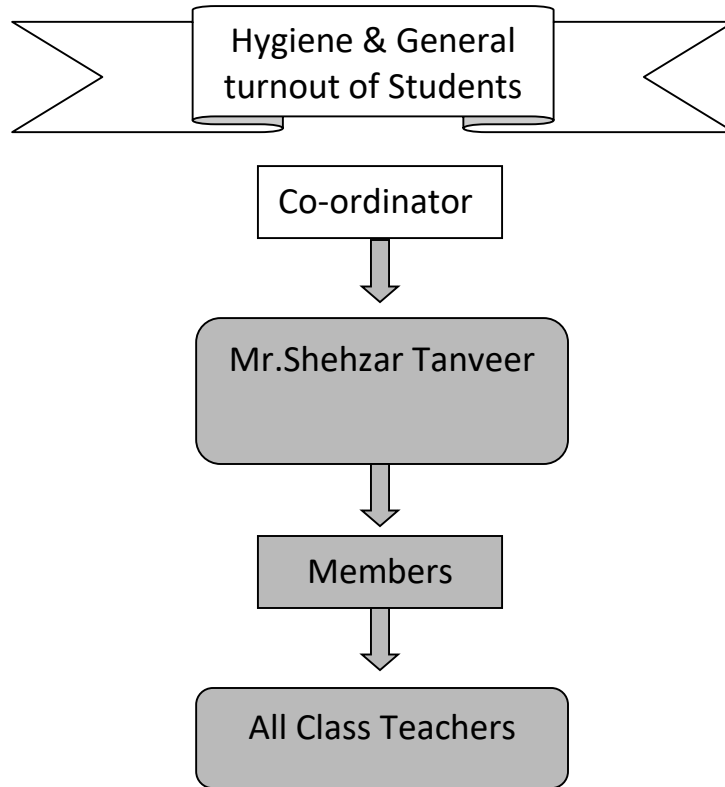 Hygiene & General
turnout of Students
Co-ordinator
Mr.Shehzar Tanveer
Members
All Class Teachers